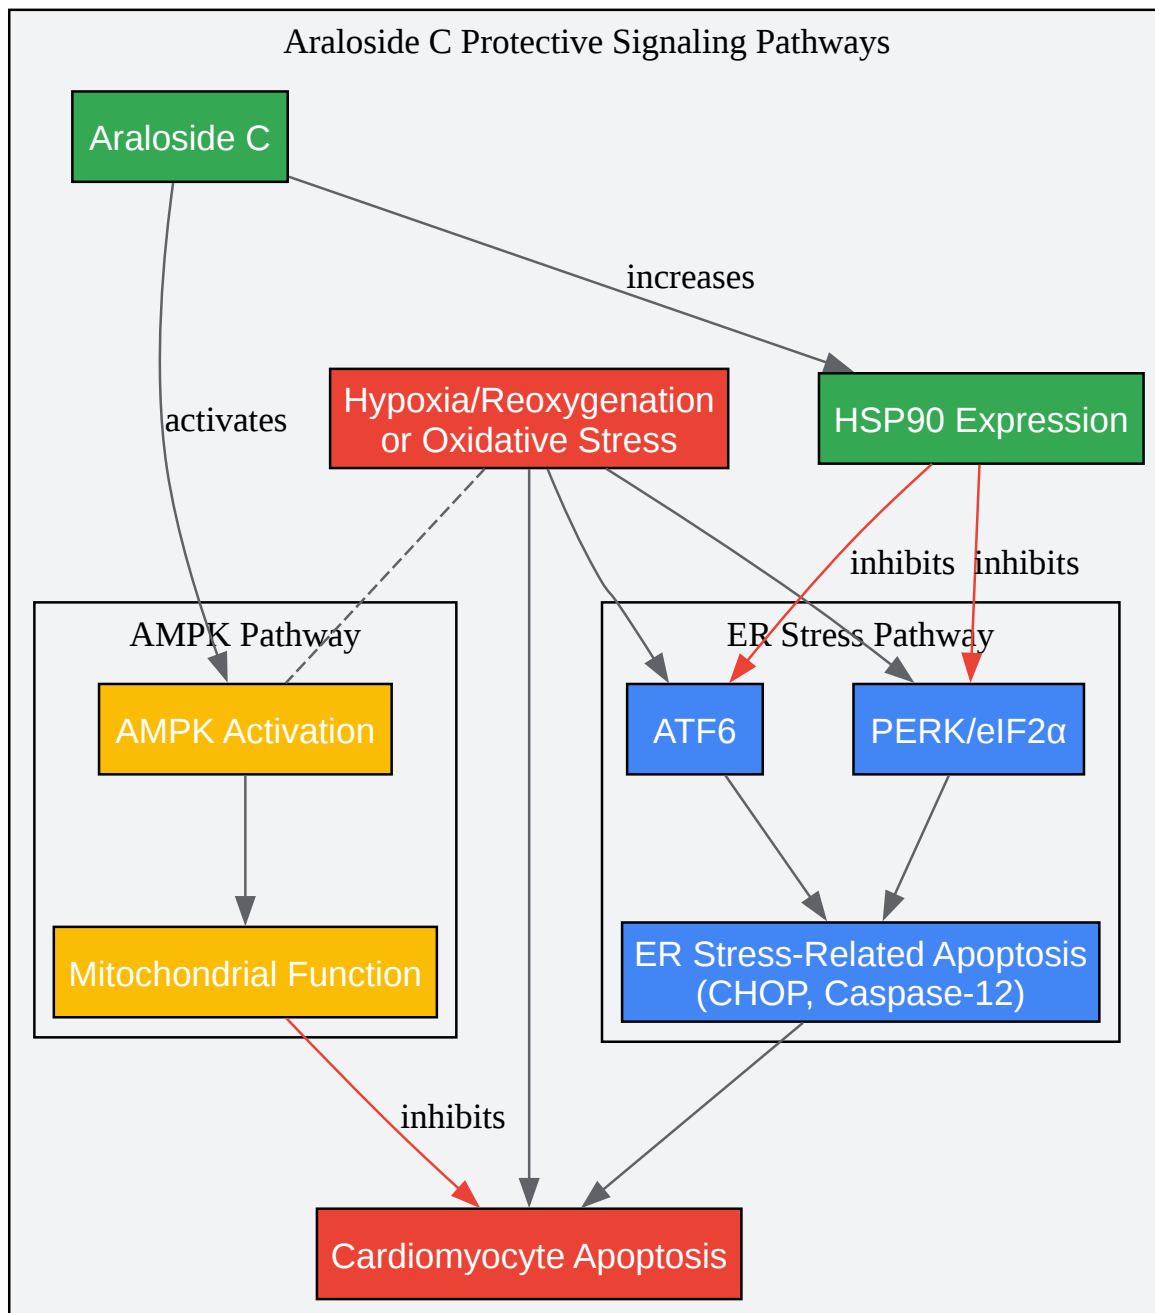 Araloside C Protective Signaling Pathways
Araloside C
increases
Hypoxia/Reoxygenation
or Oxidative Stress
HSP90 Expression
activates
inhibits
inhibits
AMPK Pathway
ER Stress Pathway
AMPK Activation
ATF6
PERK/eIF2α
Mitochondrial Function
ER Stress-Related Apoptosis
(CHOP, Caspase-12)
inhibits
Cardiomyocyte Apoptosis